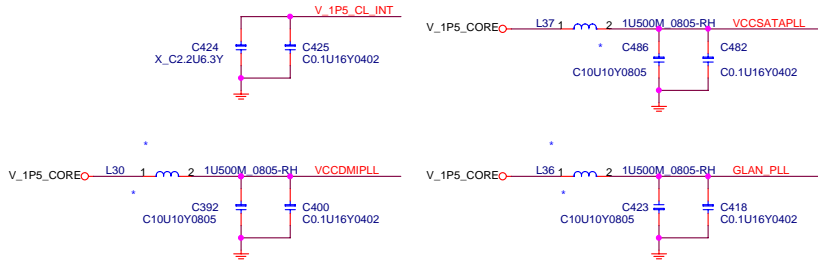 V_1P5_CL_INT
C424
X_C2.2U6.3Y
C425
C0.1U16Y0402
V_1P5_CORE
L37
1
2
1U500M_0805-RH
VCCSATAPLL
*
C486
C10U10Y0805
C482
C0.1U16Y0402
V_1P5_CORE
L30
1
*
2
1U500M_0805-RH
VCCDMIPLL
*
C392
C10U10Y0805
C400
C0.1U16Y0402
V_1P5_CORE
L36
1
*
2
1U500M_0805-RH
GLAN_PLL
*
C423
C10U10Y0805
C418
C0.1U16Y0402